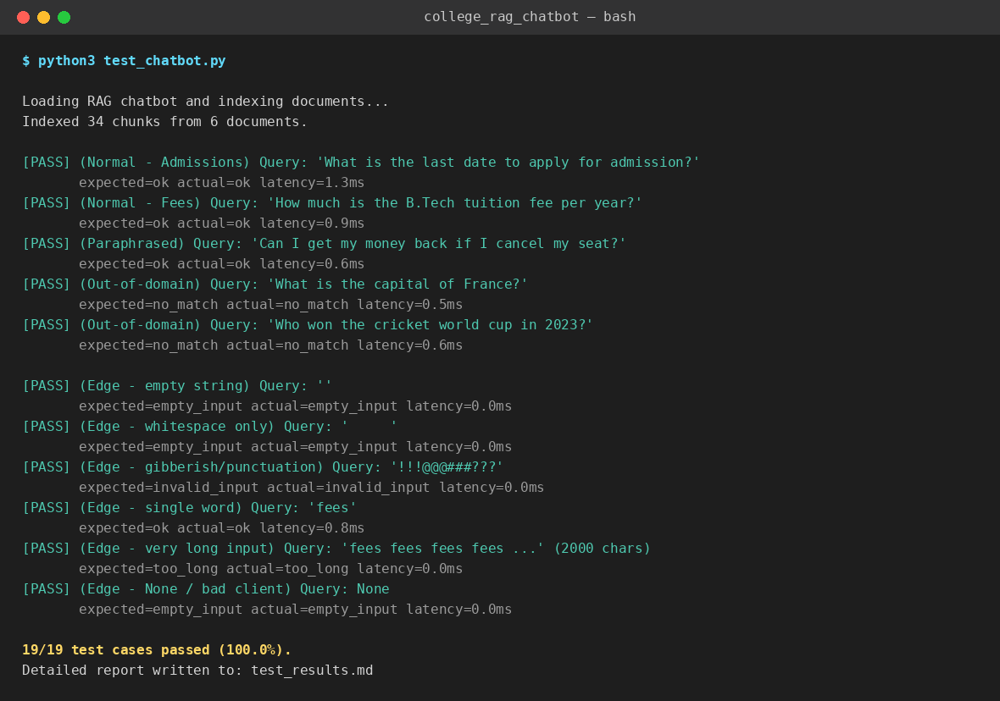 college_rag_chatbot — bash
$ python3 test_chatbot.py
Loading RAG chatbot and indexing documents...
Indexed 34 chunks from 6 documents.
[PASS] (Normal - Admissions) Query: 'What is the last date to apply for admission?'
expected=ok actual=ok latency=1.3ms
[PASS] (Normal - Fees) Query: 'How much is the B.Tech tuition fee per year?'
expected=ok actual=ok latency=0.9ms
[PASS] (Paraphrased) Query: 'Can I get my money back if I cancel my seat?'
expected=ok actual=ok latency=0.6ms
[PASS] (Out-of-domain) Query: 'What is the capital of France?'
expected=no_match actual=no_match latency=0.5ms
[PASS] (Out-of-domain) Query: 'Who won the cricket world cup in 2023?'
expected=no_match actual=no_match latency=0.6ms
[PASS] (Edge - empty string) Query: ''
expected=empty_input actual=empty_input latency=0.0ms
[PASS] (Edge - whitespace only) Query: '     '
expected=empty_input actual=empty_input latency=0.0ms
[PASS] (Edge - gibberish/punctuation) Query: '!!!@@@###???'
expected=invalid_input actual=invalid_input latency=0.0ms
[PASS] (Edge - single word) Query: 'fees'
expected=ok actual=ok latency=0.8ms
[PASS] (Edge - very long input) Query: 'fees fees fees fees ...' (2000 chars)
expected=too_long actual=too_long latency=0.0ms
[PASS] (Edge - None / bad client) Query: None
expected=empty_input actual=empty_input latency=0.0ms
19/19 test cases passed (100.0%).
Detailed report written to: test_results.md